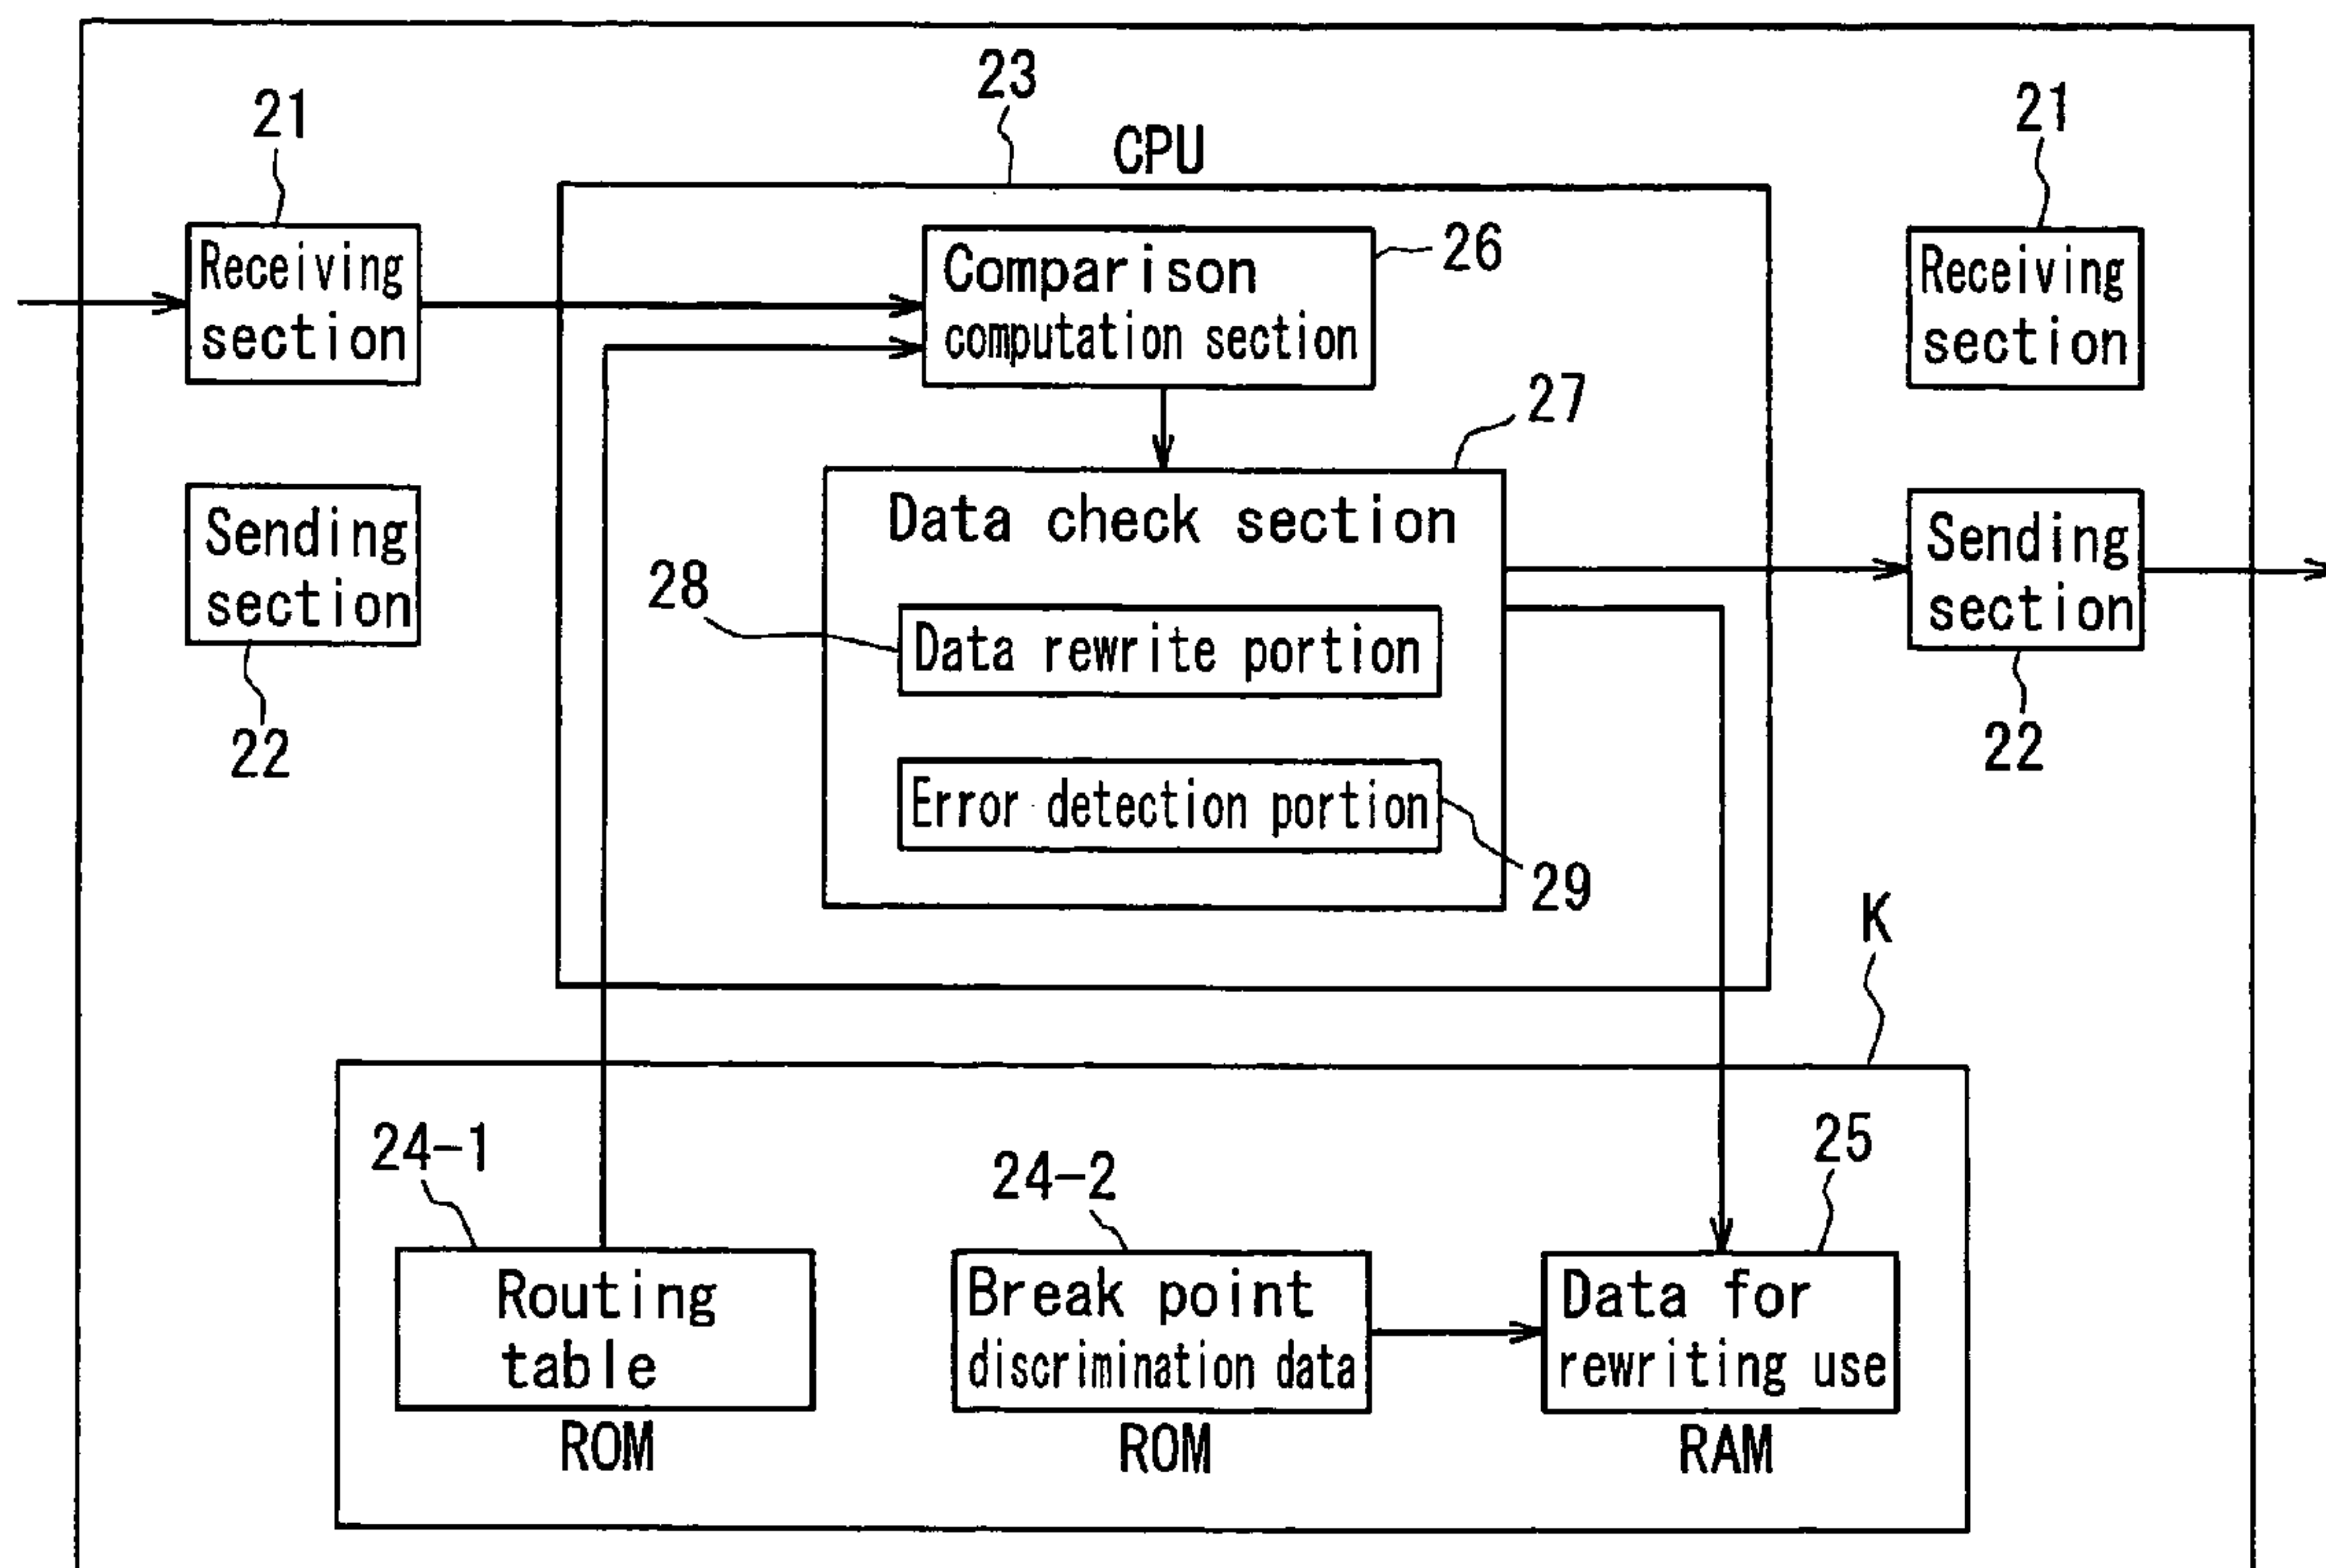 23
21
21
CPU
Receiving
section
Comparison
computation section
26
Receiving
section
27
Sending
section
22
Data check section
28
Data rewrite portion
Error detection portion
29
Sending
section
22
K
24-1
24-2
25
Routing
table
ROM
Break point
discrimination data
ROM
Data for
rewriting use
RAM